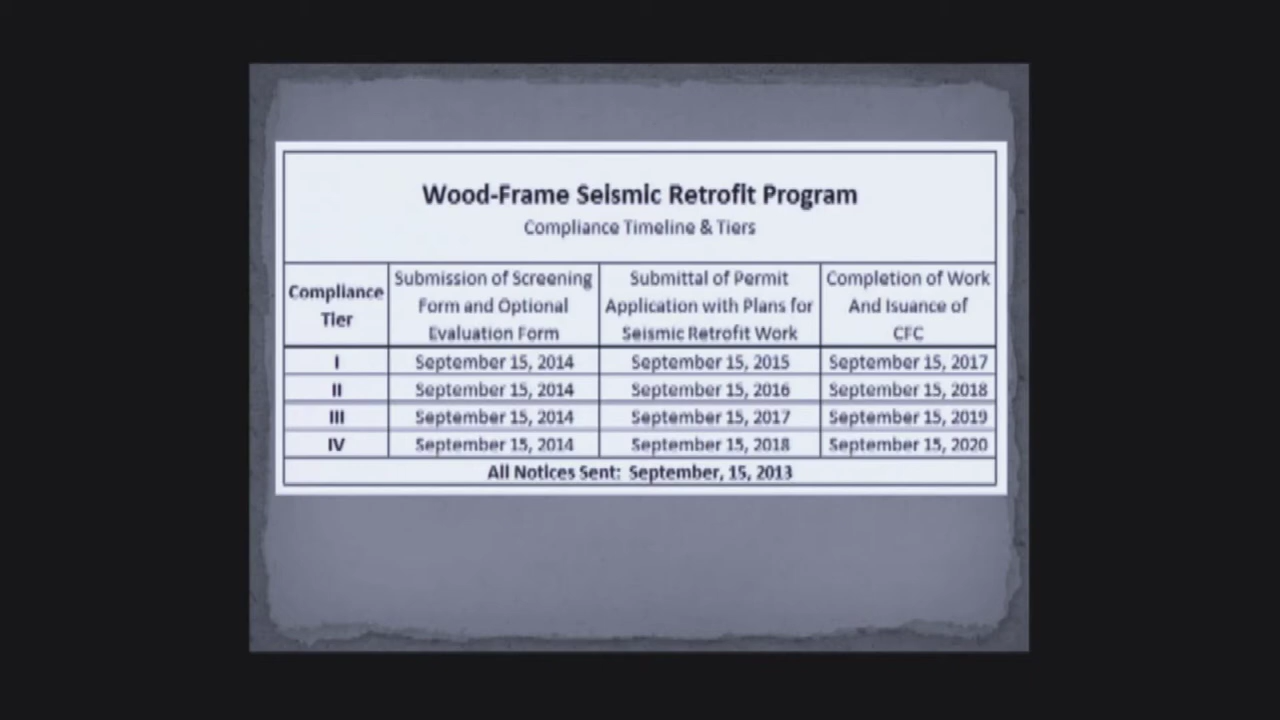 Wood-Frame Seismic Retrofit Program
Compliance Timeline & Tiers
Compliance Tier
Submission of Screening Form and Optional Evaluation Form
Submittal of Permit Application with Plans for Seismic Retrofit Work
Completion of Work And Isuance of CFC
I September 15, 2014 September 15, 2015 September 15, 2017
II September 15, 2014 September 15, 2016 September 15, 2018
III September 15, 2014 September 15, 2017 September 15, 2019
IV September 15, 2014 September 15, 2018 September 15, 2020
All Notices Sent: September, 15, 2013